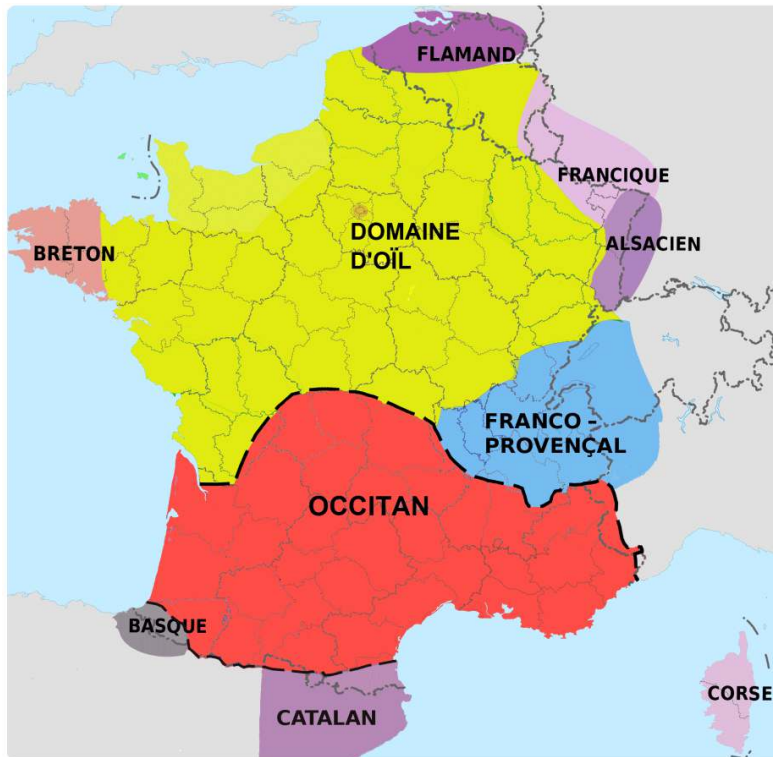 FLAMAND
FRANCIQUE
DOMAINE
D'OÏL
ALSACIEN
BRETON
FRANCO –
PROVENÇAL
OCCITAN
BASQUE
CATALAN
CORSE